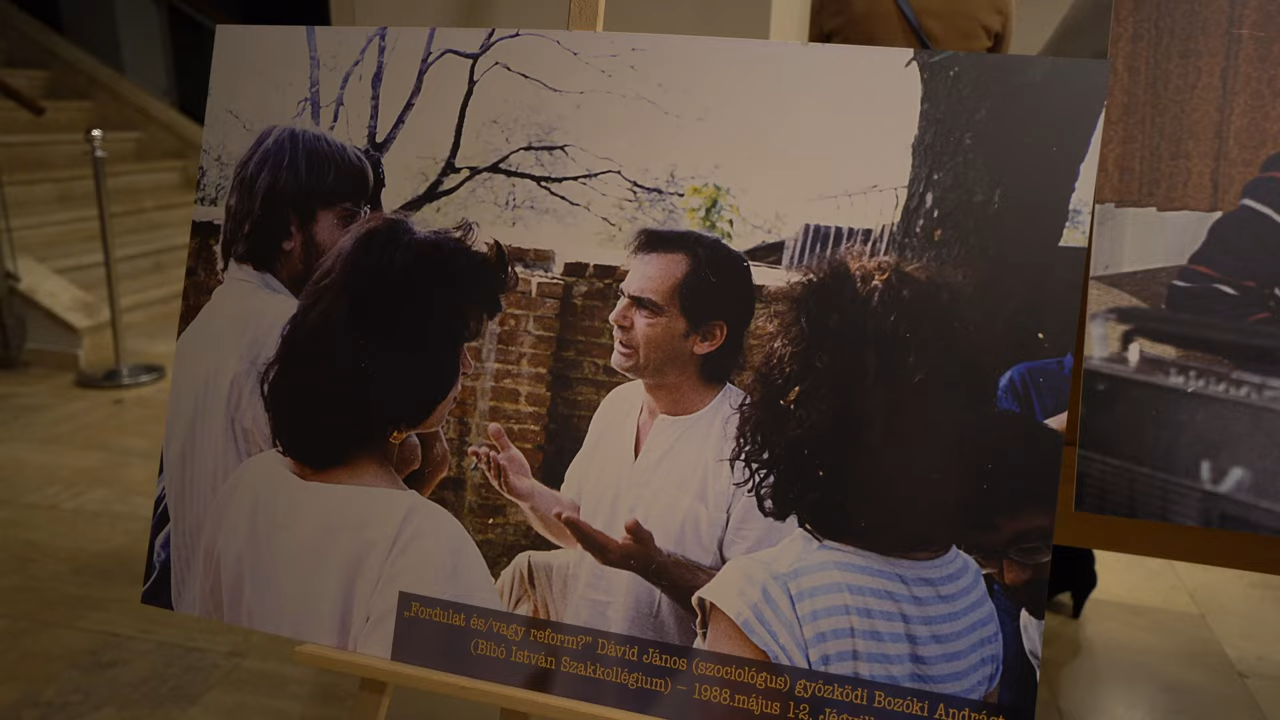 „Fordulat és/vagy reform?” Dávid János (szociológus) győzködi Bozóki Andrást
(Bibó István Szakkollégium) – 1988.május 1-2.